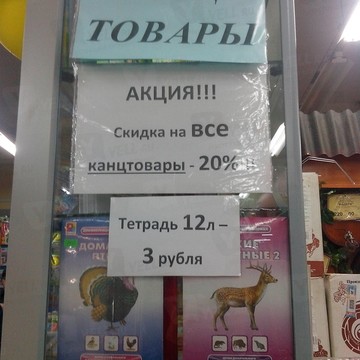 ТОВАРЫ
АКЦИЯ!!!
Скидка на все
канцтовары - 20%
Тетрадь 12л –
3 рубля